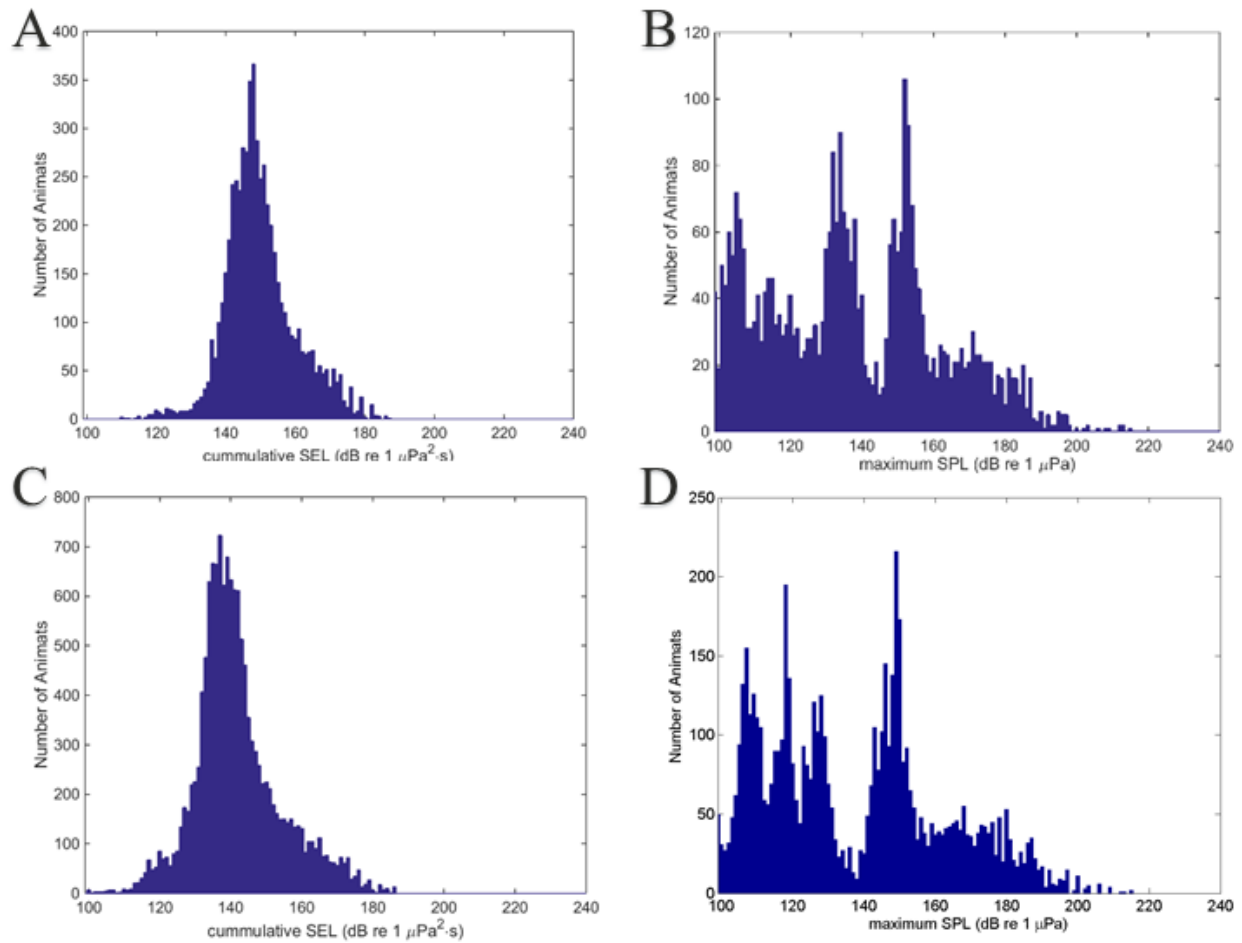 A
400
350
300
250
200
150
100
50
0
Number of Animats
100 120 140 160 180 200 220 240
cummulative SEL (dB re 1 μPa²·s)
B
120
100
80
60
40
20
0
Number of Animats
100 120 140 160 180 200 220 240
maximum SPL (dB re 1 μPa)
C
800
700
600
500
400
300
200
100
0
Number of Animats
100 120 140 160 180 200 220 240
cummulative SEL (dB re 1 μPa²·s)
D
250
200
150
100
50
0
Number of Animats
100 120 140 160 180 200 220 240
maximum SPL (dB re 1 μPa)